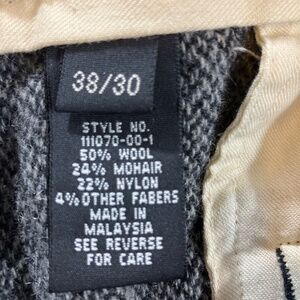 38/30
STYLE NO.
111070-00-1
50% WOOL
24% MOHAIR
22% NYLON
4% OTHER FABERS
MADE IN
MALAYSIA
SEE REVERSE
FOR CARE